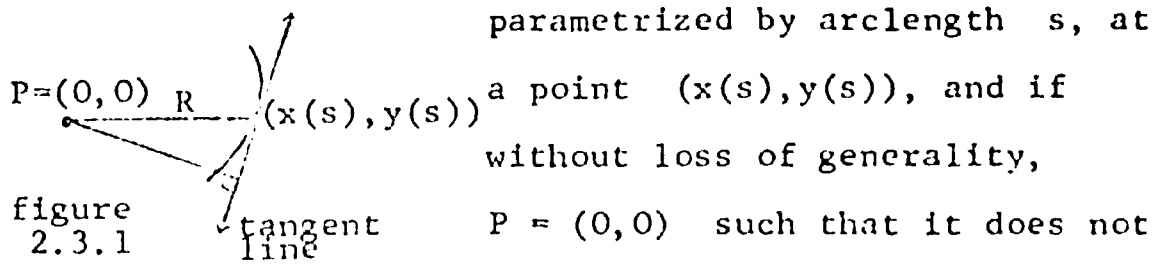 parametrized by arclength s, at
a point (x(s),y(s)), and if
without loss of generality,
P = (0,0) such that it does not
P=(0,0) R (x(s),y(s))
figure
2.3.1
tangent
line